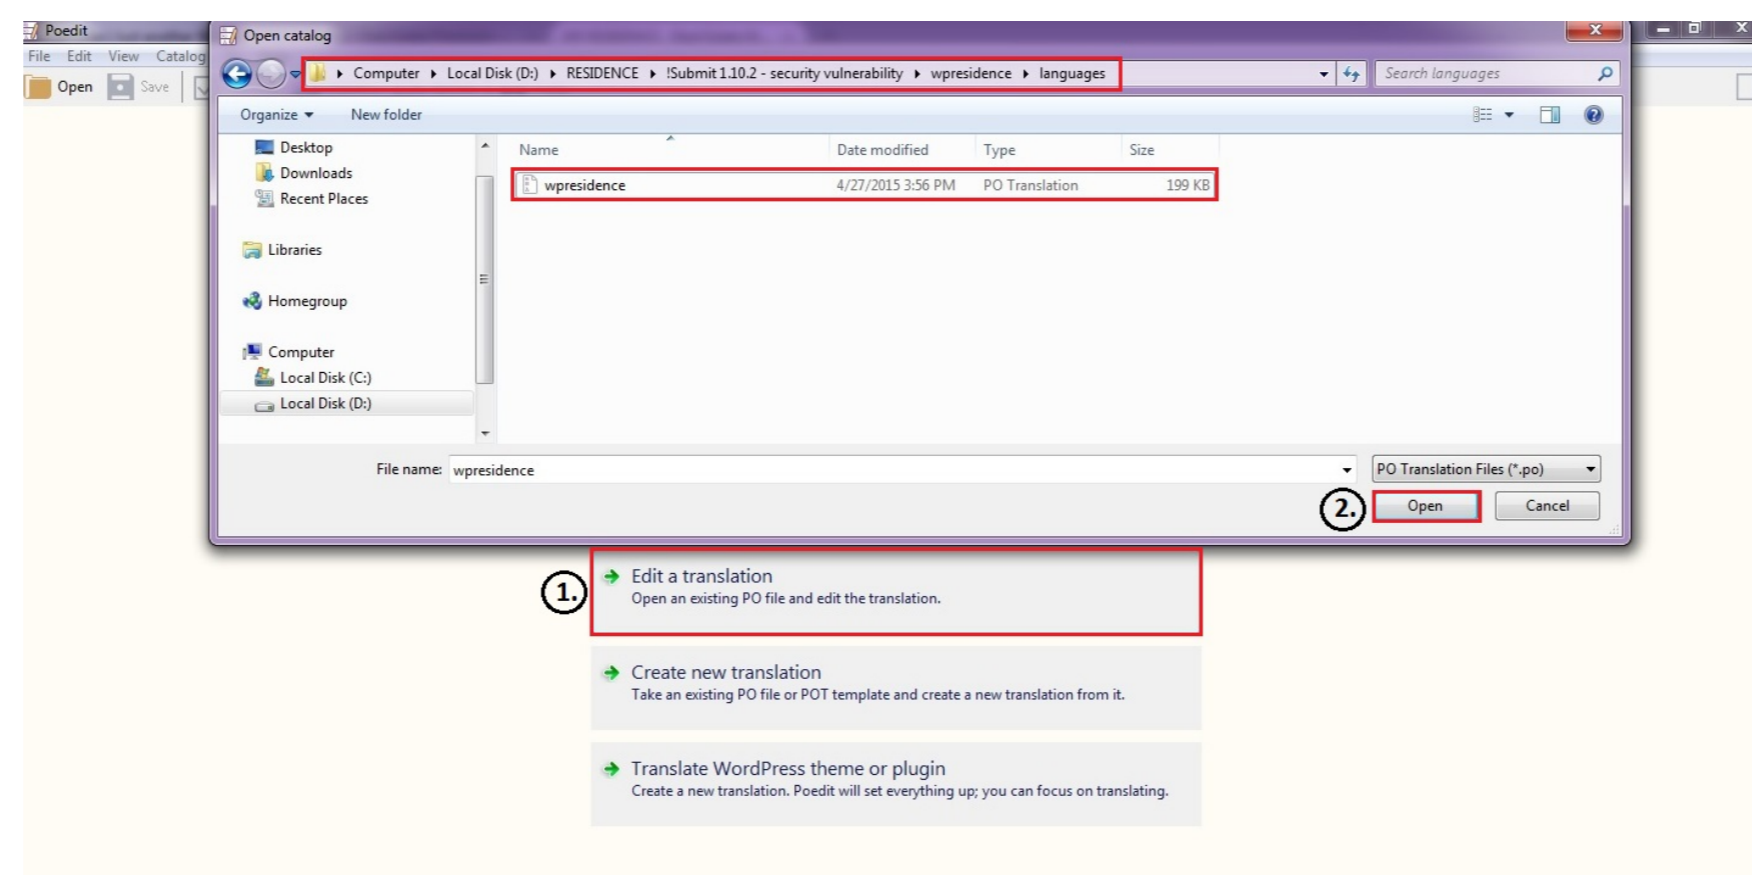 Poedit
File Edit View Catalog
Open Save
Open catalog
Computer Local Disk (D:) RESIDENCE !Submit 1.10.2 - security vulnerability wpresidence languages
Search languages
Organize New folder
Desktop
Downloads
Recent Places
Libraries
Homegroup
Computer
Local Disk (C:)
Local Disk (D:)
Name Date modified Type Size
wpresidence 4/27/2015 3:56 PM PO Translation 199 KB
File name: wpresidence PO Translation Files (*.po)
2. Open Cancel
1. Edit a translation
Open an existing PO file and edit the translation.
Create new translation
Take an existing PO file or POT template and create a new translation from it.
Translate WordPress theme or plugin
Create a new translation. Poedit will set everything up; you can focus on translating.